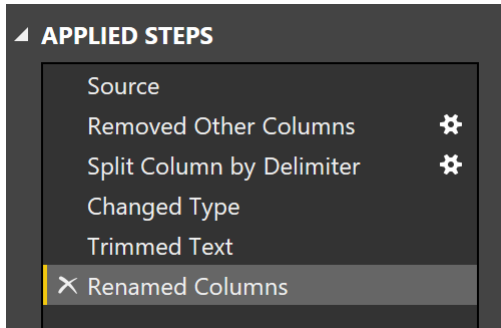 APPLIED STEPS
Source
Removed Other Columns
Split Column by Delimiter
Changed Type
Trimmed Text
Renamed Columns